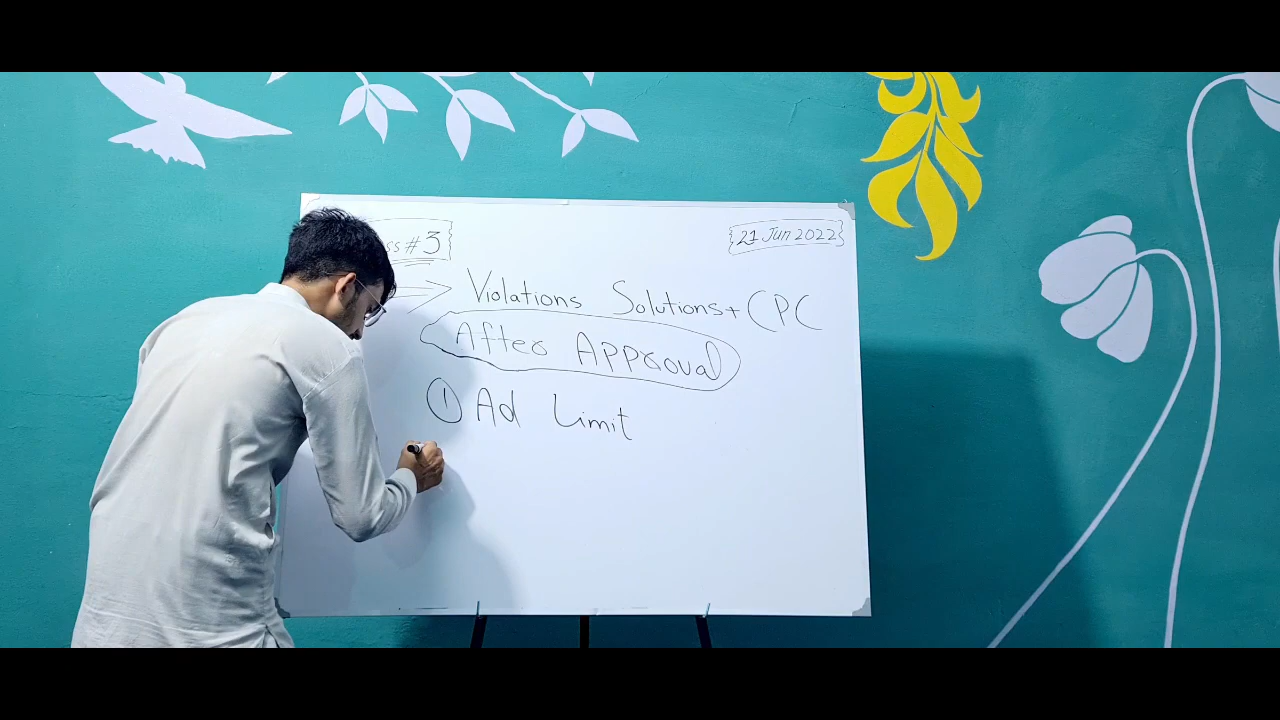 #3
21 Jun 2022
Violations Solutions + CPC
After Approval
① Ad Limit